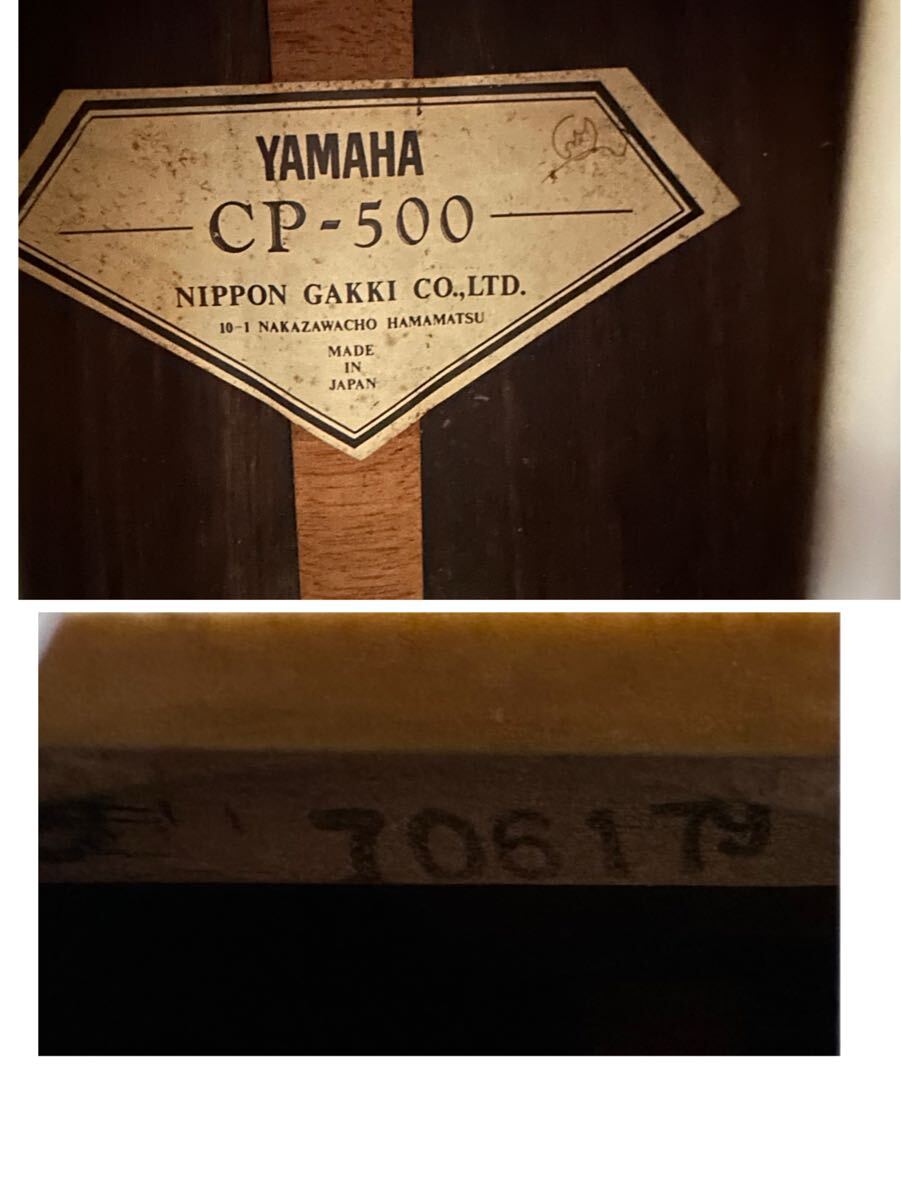 YAMAHA
CP-500
NIPPON GAKKI CO.,LTD.
10-1 NAKAZAWACHO HAMAMATSU
MADE
IN
JAPAN
70617